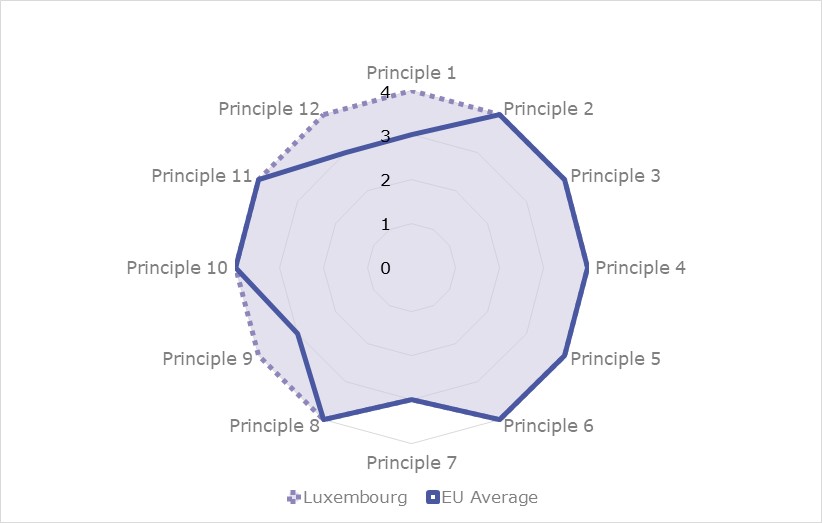 Principle 1
4
Principle 12
Principle 2
3
Principle 11
2
Principle 3
1
Principle 10
0
Principle 4
Principle 9
Principle 5
Principle 8
Principle 6
Principle 7
Luxembourg
EU Average